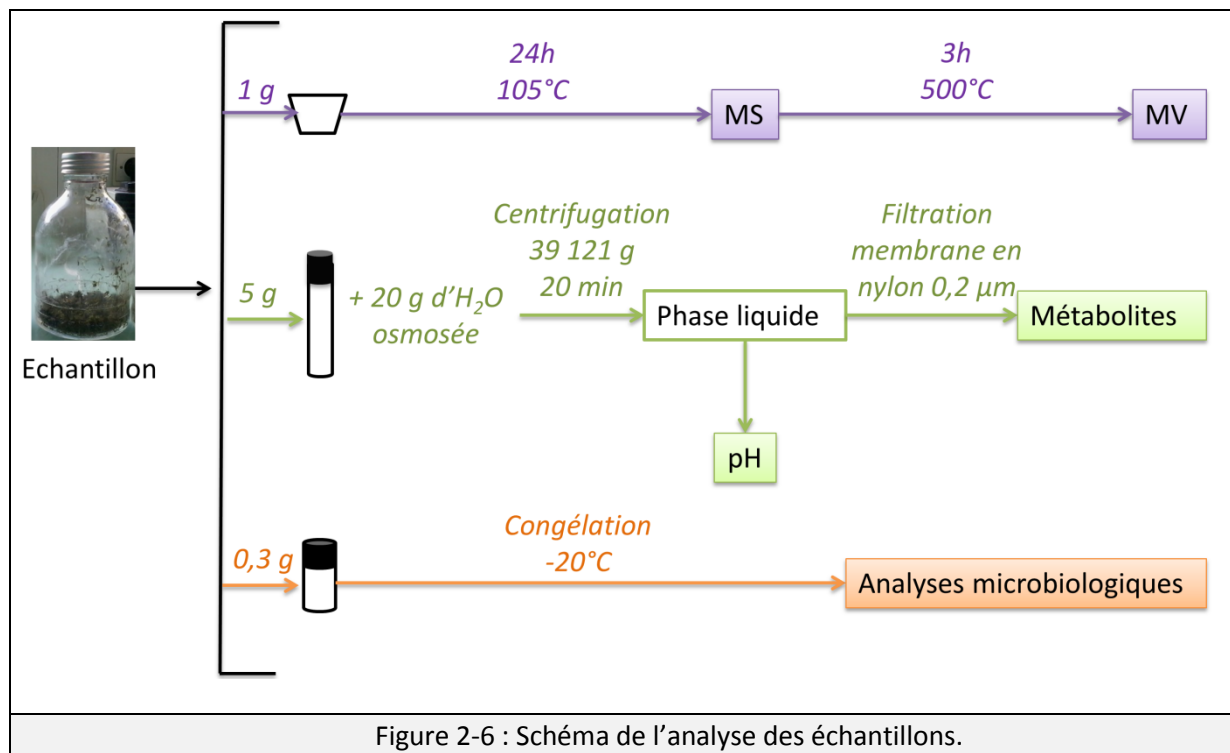 1 g
24h
105°C
MS
3h
500°C
MV
Echantillon
5 g
+ 20 g d'H₂O
osmosée
Centrifugation
39 121 g
20 min
Phase liquide
Filtration
membrane en
nylon 0,2 µm
Métabolites
pH
0,3 g
Congélation
-20°C
Analyses microbiologiques
Figure 2-6 : Schéma de l'analyse des échantillons.